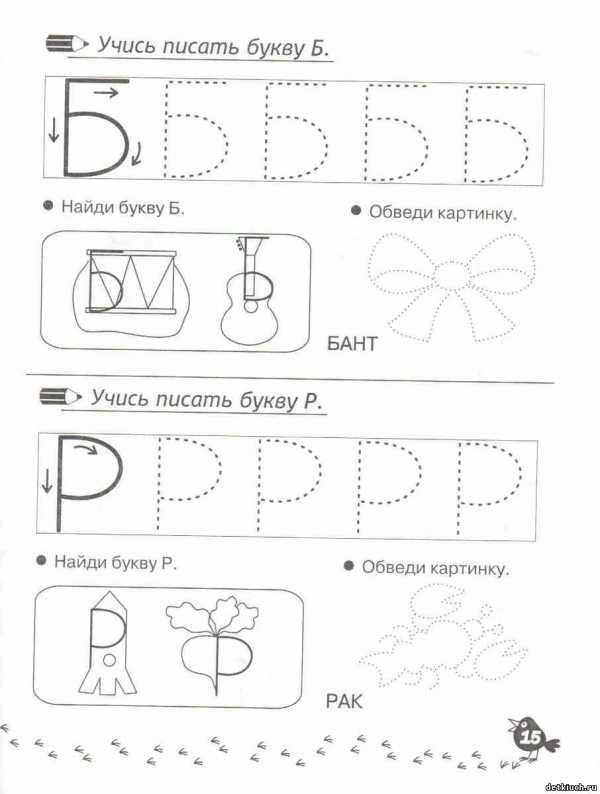 Учись писать букву Б.
Б Б Б Б Б
Найди букву Б.
Обведи картинку.
Б Б
БАНТ
Учись писать букву Р.
Р Р Р Р Р
Найди букву Р.
Обведи картинку.
Р Р
РАК
15
detkiuch.ru